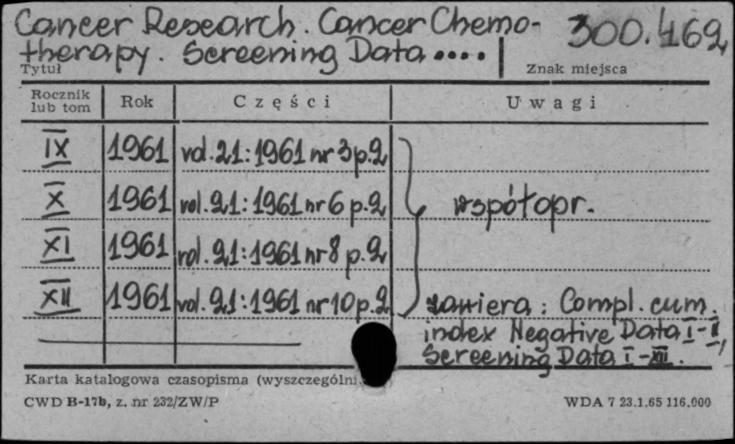 Cancer Research. Cancer Chemo-
therapy. Screening Data .... 300.462
Tytuł Znak miejsca
Rocznik lub tom Rok Części Uwagi
IX 1961 vol.21:1961 nr 3 p.2
X 1961 vol.21:1961 nr 6 p.2 współopr.
XI 1961 vol.21:1961 nr 8 p.2
XII 1961 vol.21:1961 nr 10 p.2 zawiera: Compl. cum.
index Negative Data I-II,
Screening Data I-XII.
Karta katalogowa czasopisma (wyszczególni
CWD B-17b, z. nr 232/ZW/P WDA 7 23.1.65 116.000